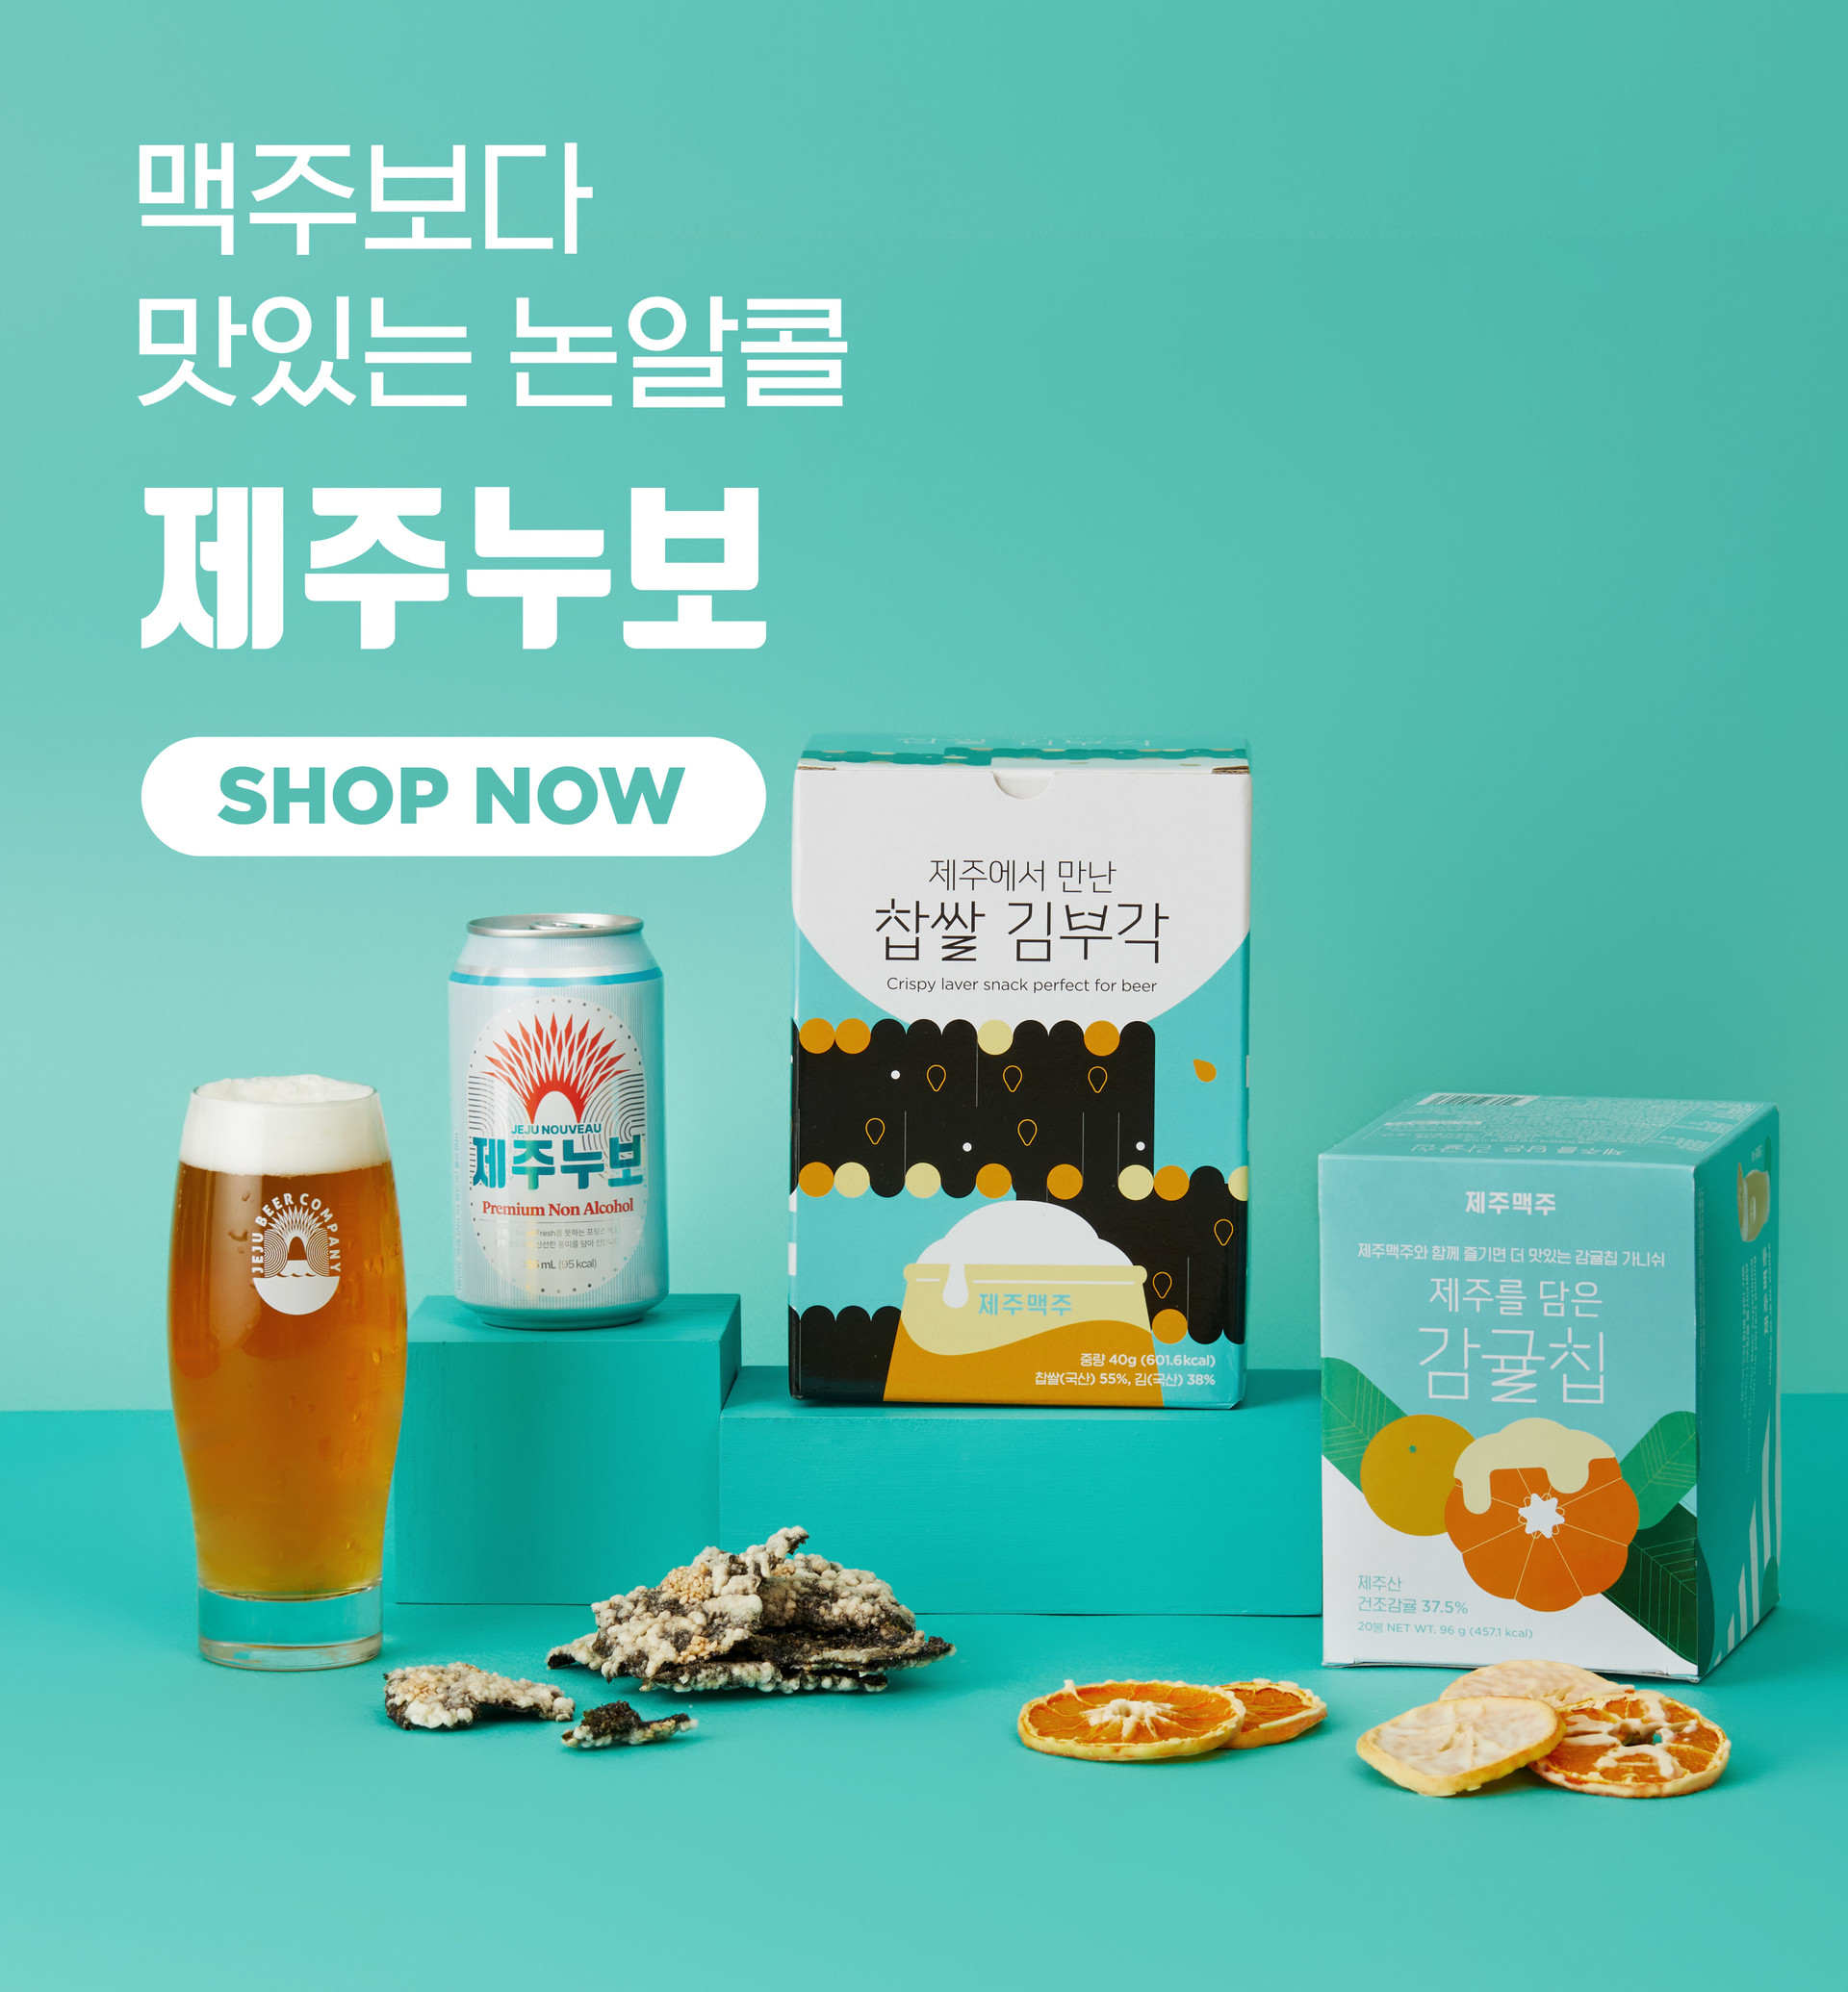 맥주보다
맛있는 논알콜
제주누보
SHOP NOW
제주에서 만난
찹쌀 김부각
Crispy laver snack perfect for beer
제주맥주
중량 40g (601.6kcal)
찹쌀(국산) 55%, 김(국산) 38%
JEJU NOUVEAU
제주누보
Premium Non Alcohol
mL (95 kcal)
JEJU BEER COMPANY
제주맥주
제주맥주와 함께 즐기면 더 맛있는 감귤칩 가니쉬
제주를 담은
감귤칩
제주산
건조감귤 37.5%
20봉 NET WT. 96 g (457.1 kcal)